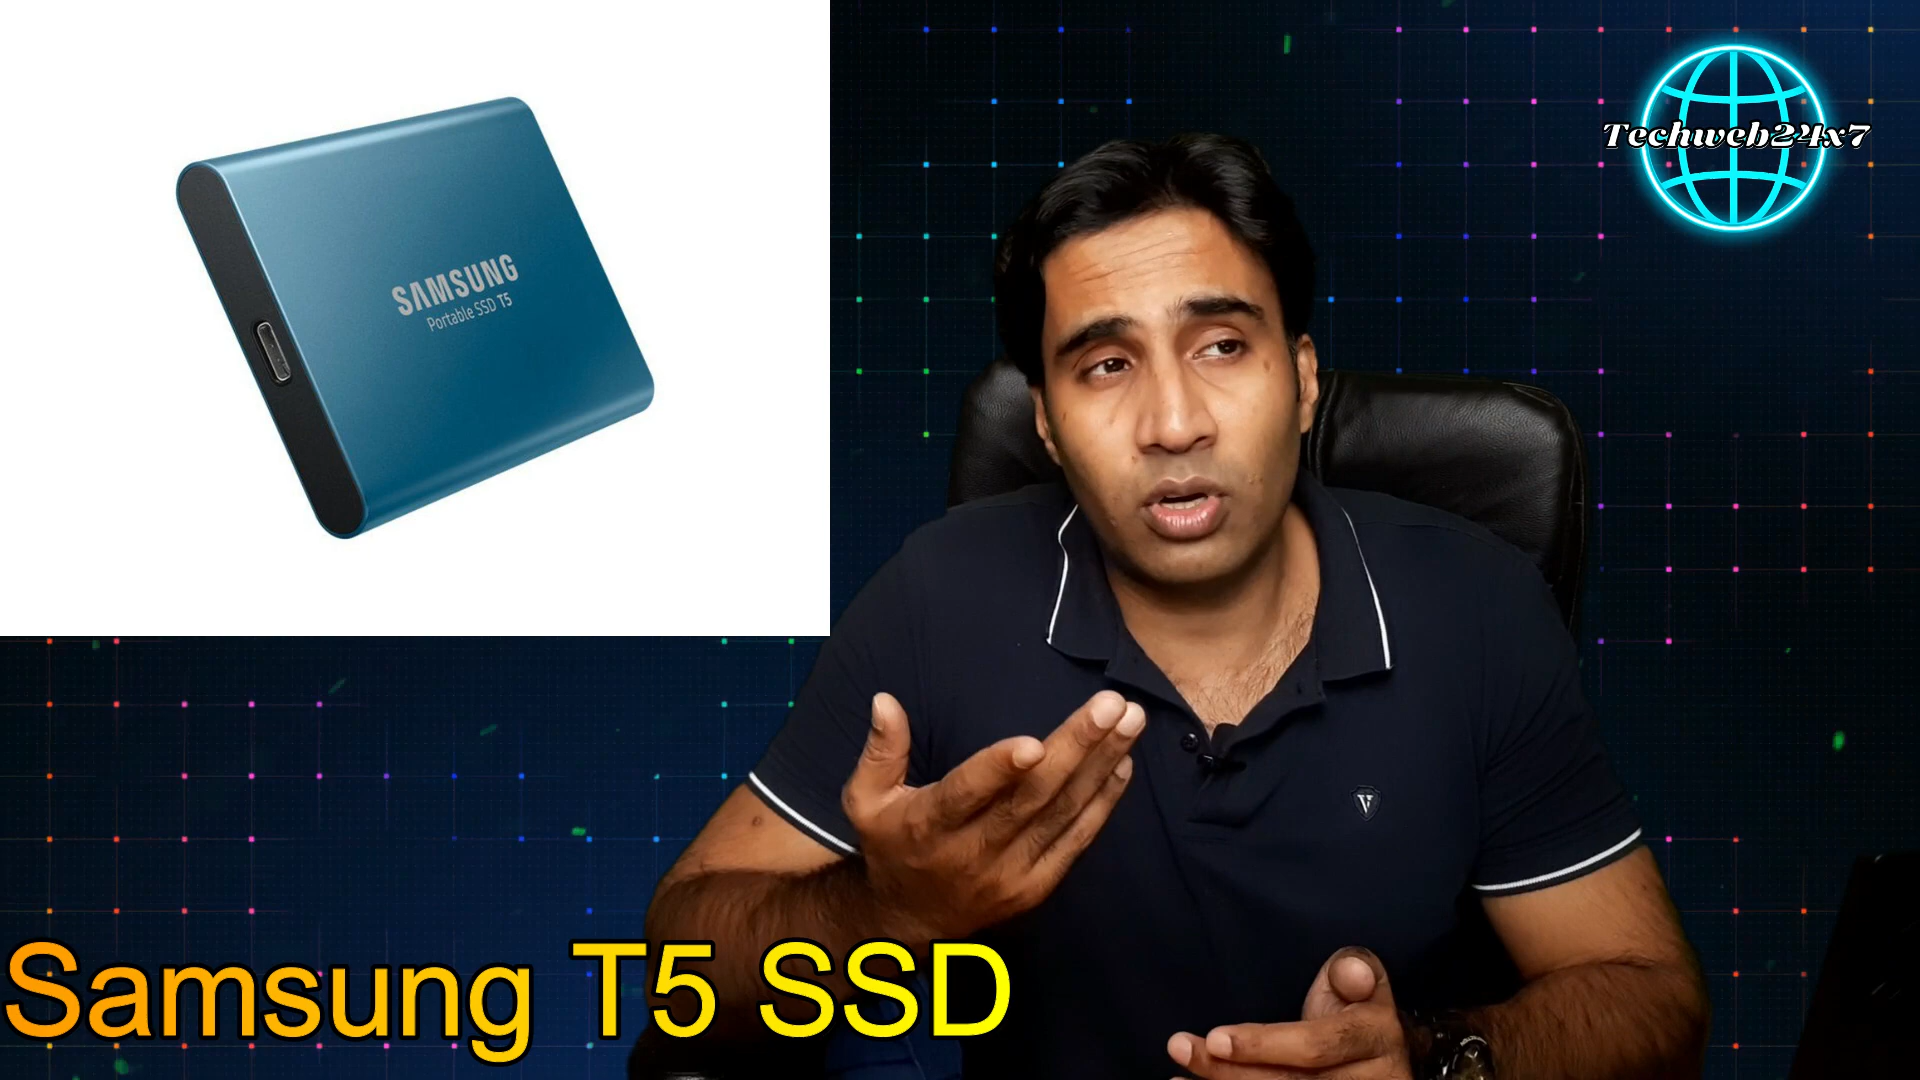 SAMSUNG
Portable SSD T5
Techweb24x7
Samsung T5 SSD